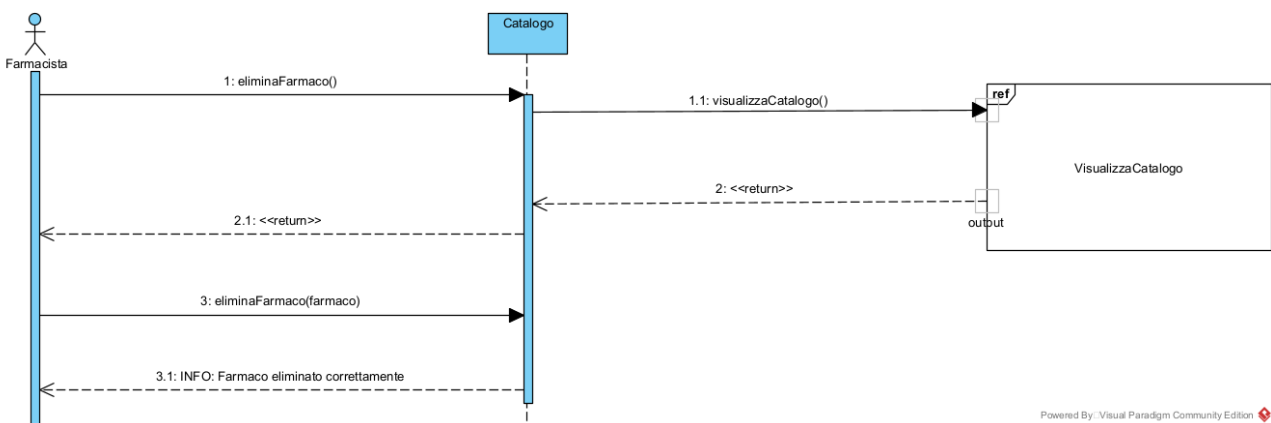 Catalogo
Farmacista
1: eliminaFarmaco()
1.1: visualizzaCatalogo()
ref
VisualizzaCatalogo
2: <<return>>
output
2.1: <<return>>
3: eliminaFarmaco(farmaco)
3.1: INFO: Farmaco eliminato correttamente
Powered By Visual Paradigm Community Edition